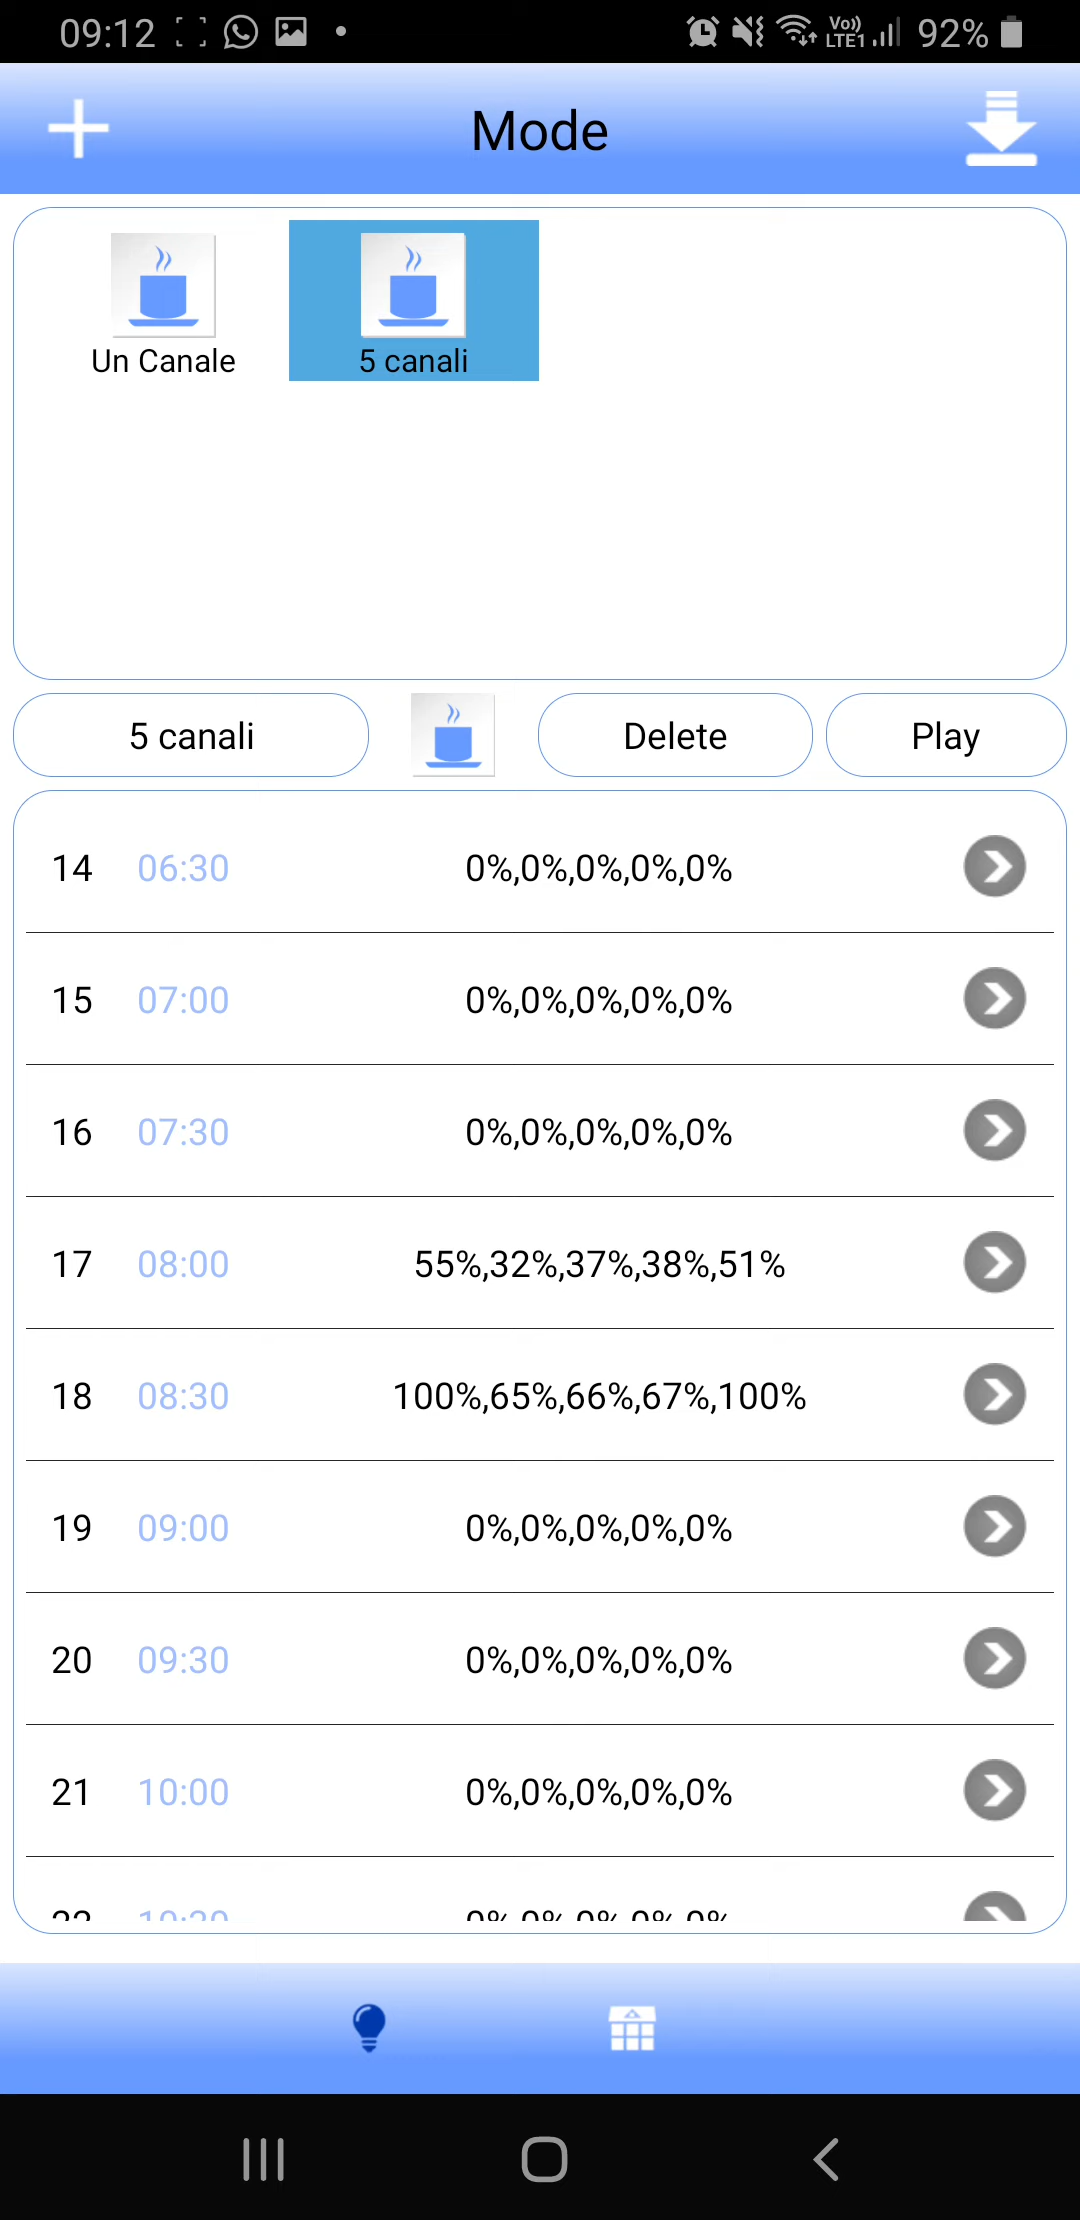 09:12 Vo)) LTE1 92%
Mode
Un Canale 5 canali
5 canali Delete Play
14 06:30 0%,0%,0%,0%,0%
15 07:00 0%,0%,0%,0%,0%
16 07:30 0%,0%,0%,0%,0%
17 08:00 55%,32%,37%,38%,51%
18 08:30 100%,65%,66%,67%,100%
19 09:00 0%,0%,0%,0%,0%
20 09:30 0%,0%,0%,0%,0%
21 10:00 0%,0%,0%,0%,0%